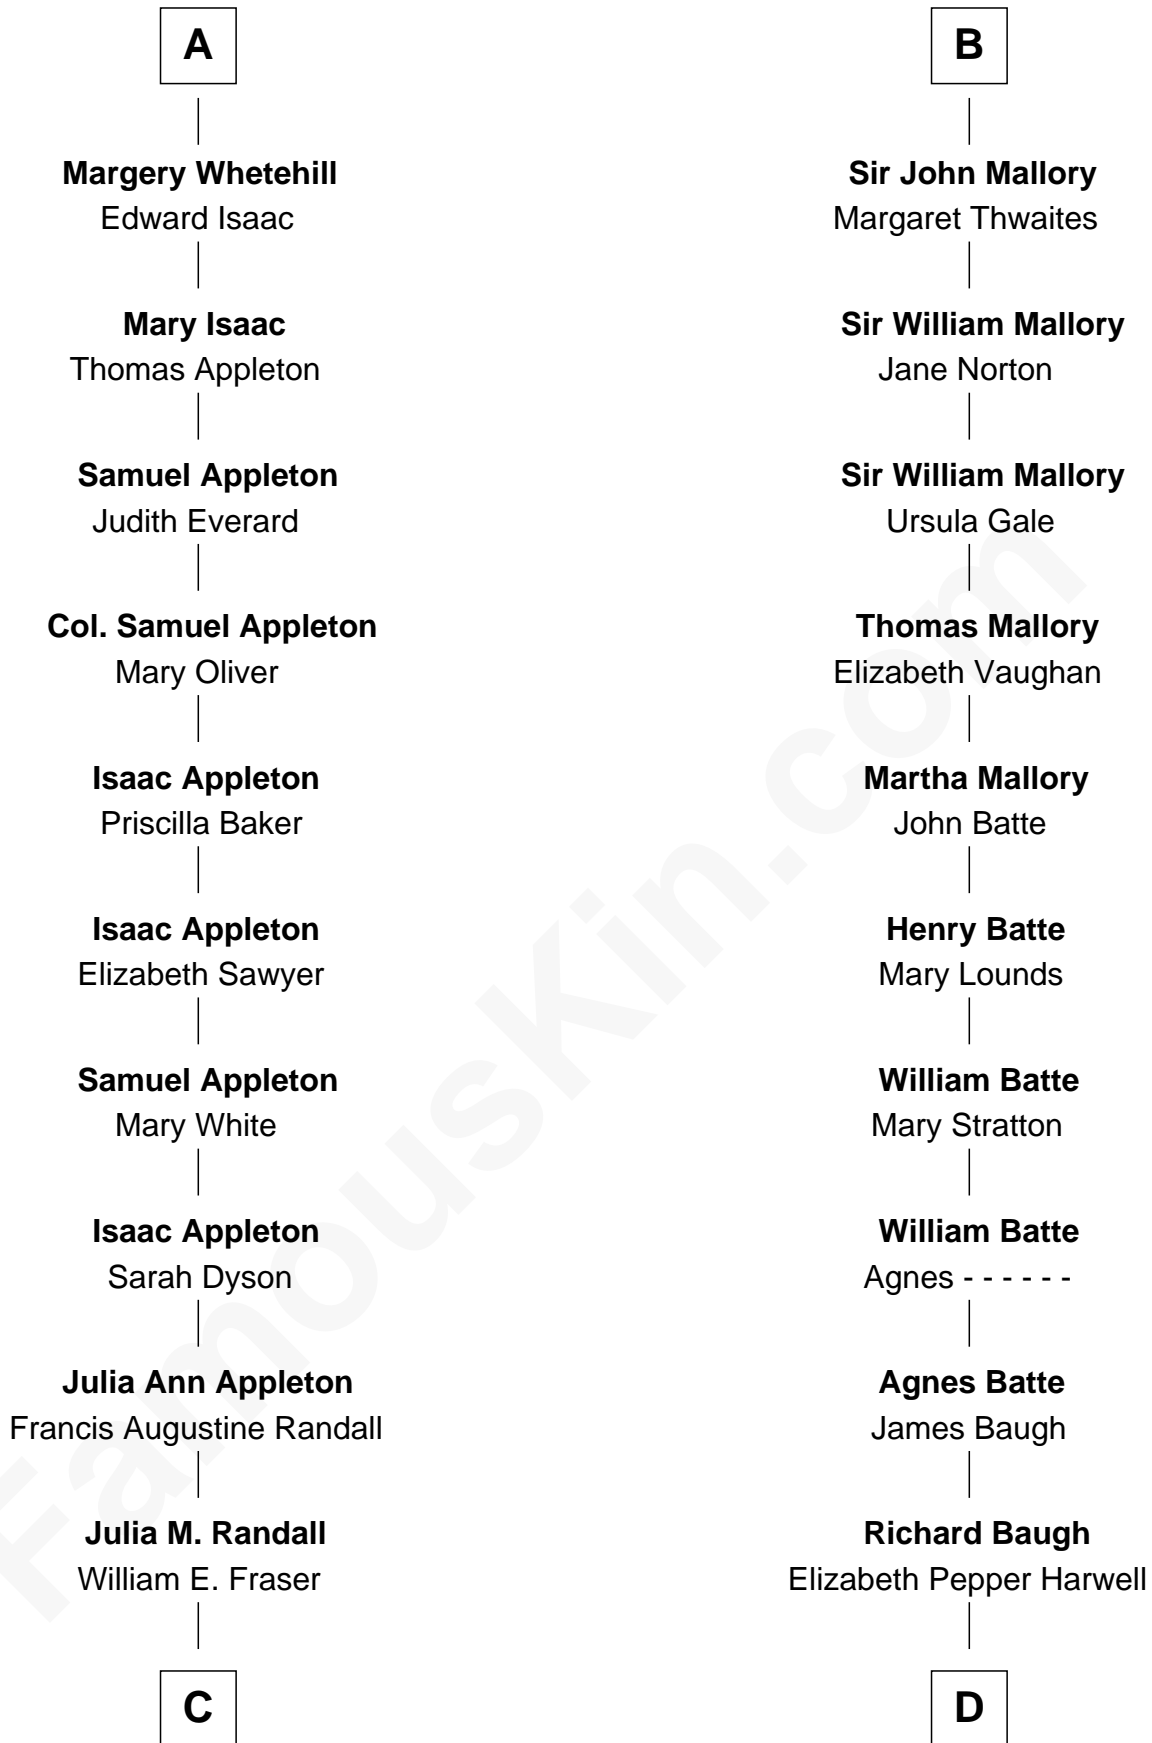 A
Margery Whetehill
Edward Isaac
Mary Isaac
Thomas Appleton
Samuel Appleton
Judith Everard
Col. Samuel Appleton
Mary Oliver
Isaac Appleton
Priscilla Baker
Isaac Appleton
Elizabeth Sawyer
Samuel Appleton
Mary White
Isaac Appleton
Sarah Dyson
Julia Ann Appleton
Francis Augustine Randall
Julia M. Randall
William E. Fraser
C
B
Sir John Mallory
Margaret Thwaites
Sir William Mallory
Jane Norton
Sir William Mallory
Ursula Gale
Thomas Mallory
Elizabeth Vaughan
Martha Mallory
John Batte
Henry Batte
Mary Lounds
William Batte
Mary Stratton
William Batte
Agnes - - - - - -
Agnes Batte
James Baugh
Richard Baugh
Elizabeth Pepper Harwell
D
FamousKin.com